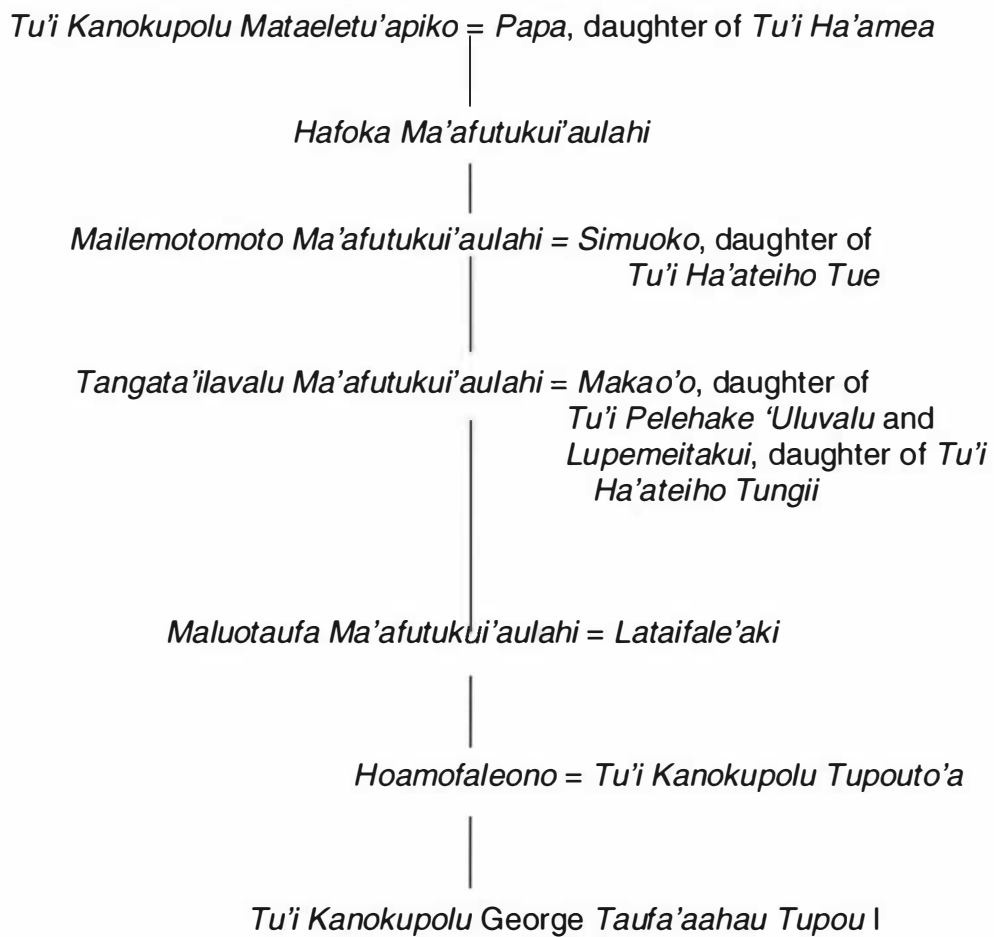 Tu’i Kanokupolu Mataeletu’apiko = Papa, daughter of Tu’i Ha’amea
Hafoka Ma’afutukui’aulahi
Mailemotomoto Ma’afutukui’aulahi = Simuoko, daughter of
Tu’i Ha’ateiho Tue
Tangata’ilavalu Ma’afutukui’aulahi = Makao’o, daughter of
Tu’i Pelehake ‘Uluvalu and
Lupemeitakui, daughter of Tu’i
Ha’ateiho Tungii
Maluotaufa Ma’afutukui’aulahi = Lataifale’aki
Hoamofaleono = Tu’i Kanokupolu Tupouto’a
Tu’i Kanokupolu George Taufa’aahau Tupou I